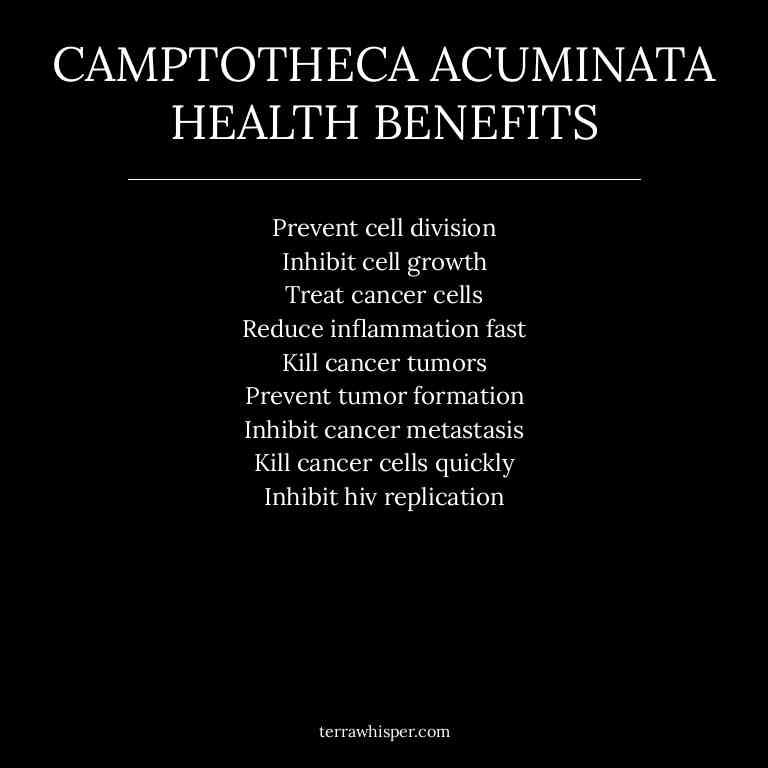 CAMPTOTHECA ACUMINATA
HEALTH BENEFITS
Prevent cell division
Inhibit cell growth
Treat cancer cells
Reduce inflammation fast
Kill cancer tumors
Prevent tumor formation
Inhibit cancer metastasis
Kill cancer cells quickly
Inhibit hiv replication
terrawhisper.com